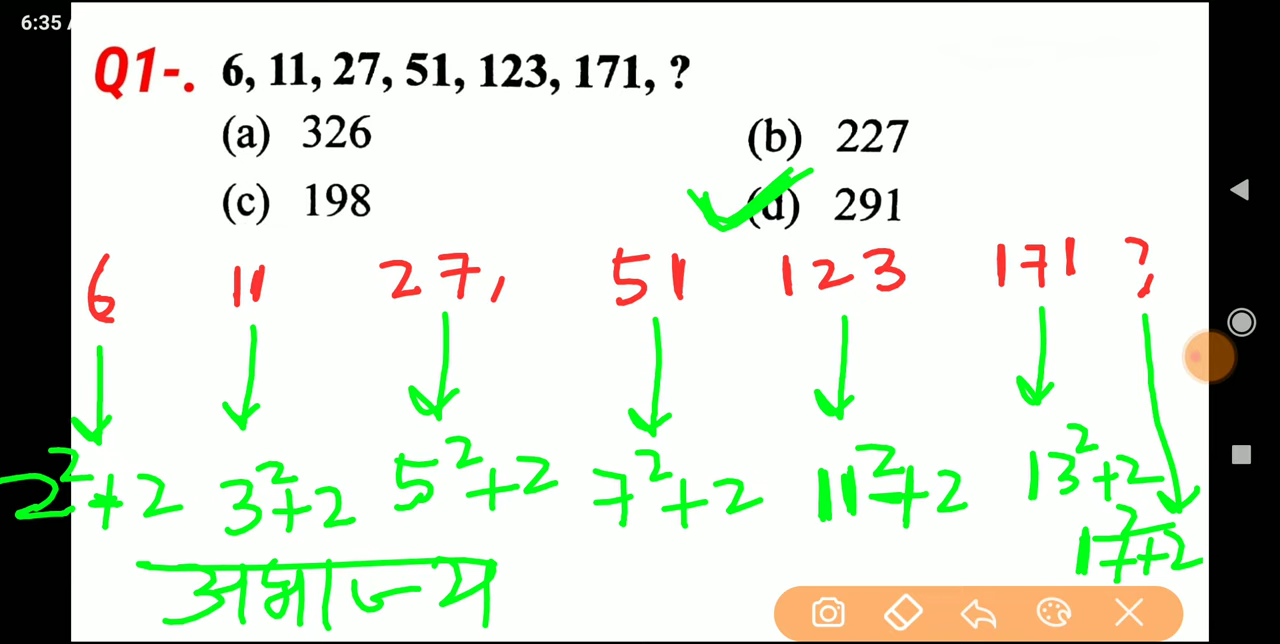 6:35
Q1-. 6, 11, 27, 51, 123, 171, ?
(a) 326 (b) 227
(c) 198 (d) 291
6 11 27, 51 123 171 ?
2²+2 3²+2 5²+2 7²+2 11²+2 13²+2
17²+2
अभाज्य